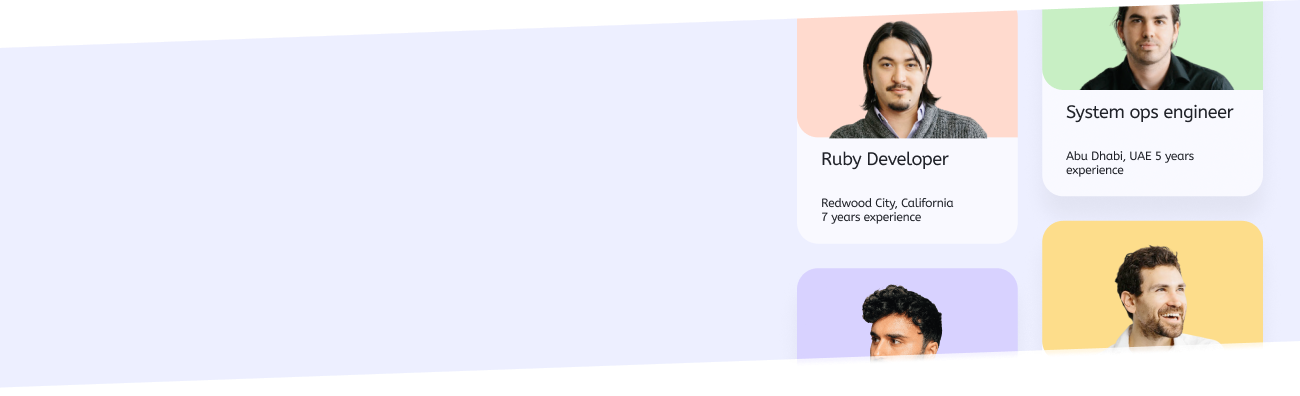 System ops engineer
Abu Dhabi, UAE 5 years
experience
Ruby Developer
Redwood City, California
7 years experience